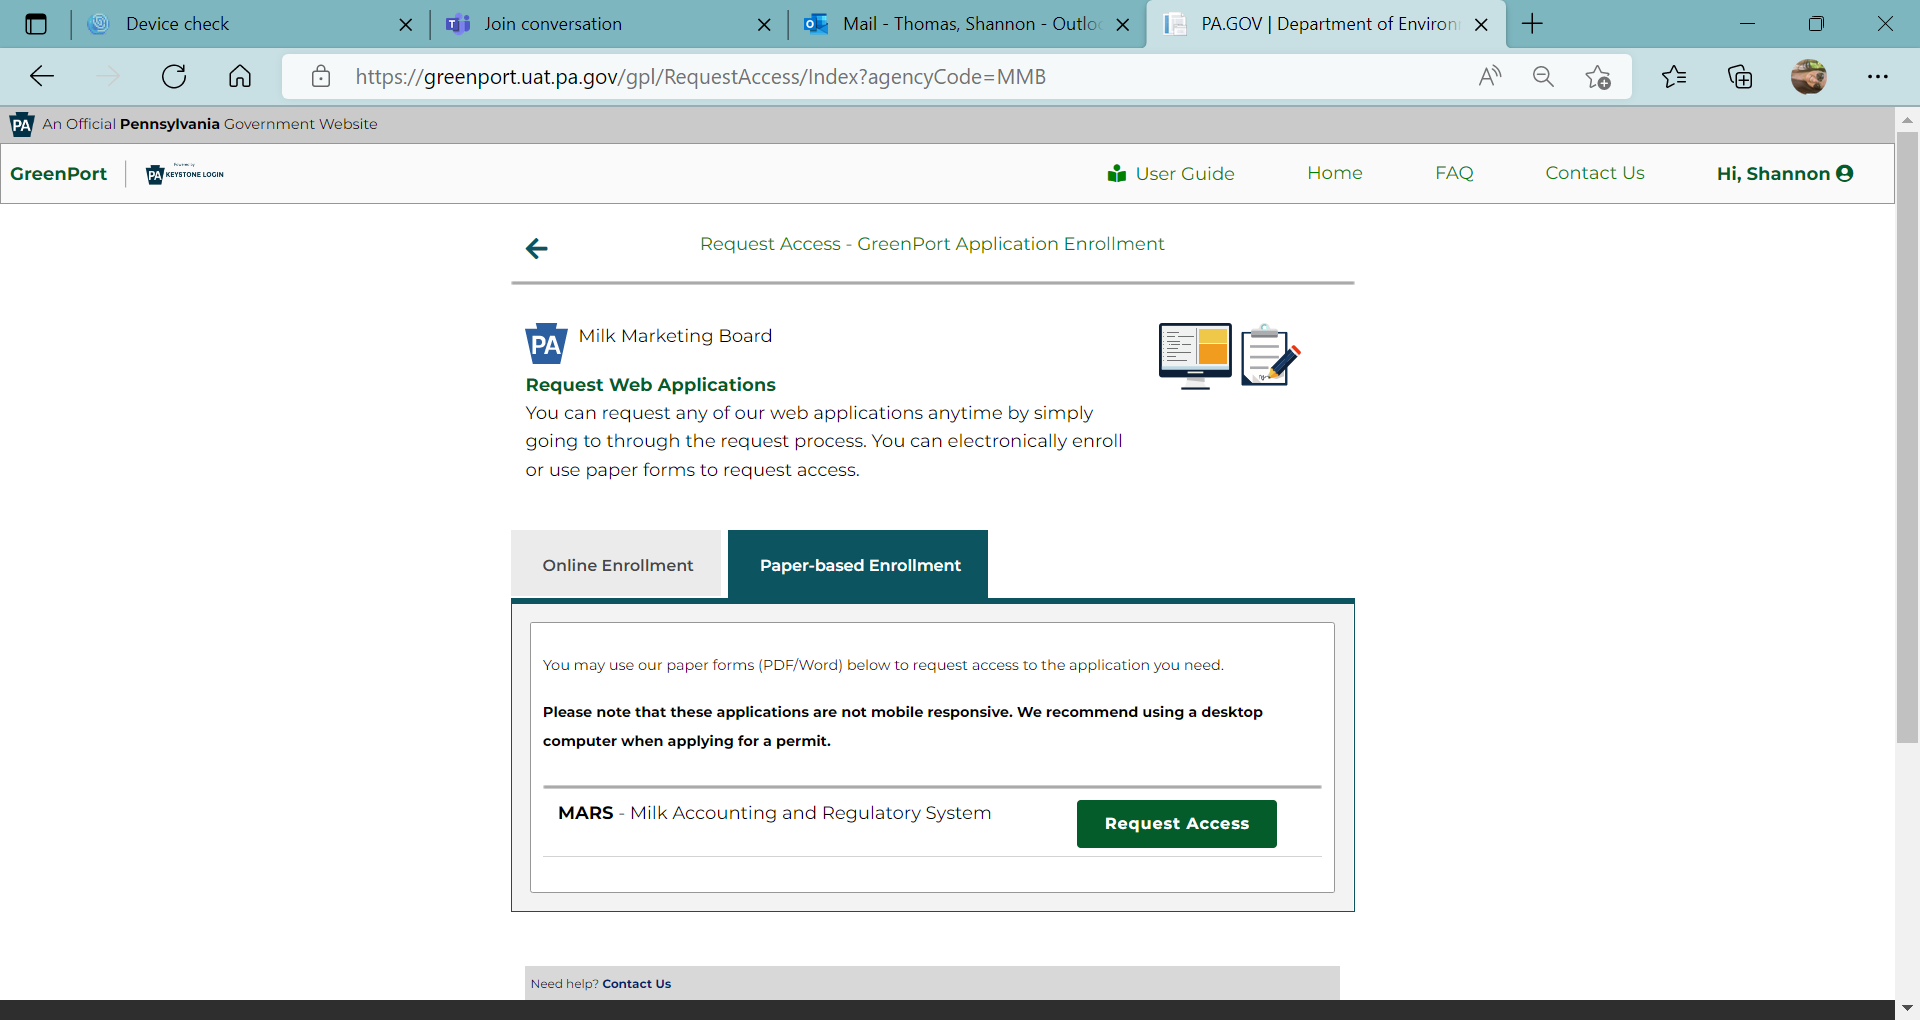 Device check
Join conversation
Mail - Thomas, Shannon - Outlo
PA.GOV | Department of Environ
https://greenport.uat.pa.gov/gpl/RequestAccess/Index?agencyCode=MMB
PA An Official Pennsylvania Government Website
GreenPort
Powered by
PA KEYSTONE LOGIN
User Guide
Home
FAQ
Contact Us
Hi, Shannon
Request Access - GreenPort Application Enrollment
PA Milk Marketing Board
Request Web Applications
You can request any of our web applications anytime by simply
going to through the request process. You can electronically enroll
or use paper forms to request access.
Online Enrollment
Paper-based Enrollment
You may use our paper forms (PDF/Word) below to request access to the application you need.
Please note that these applications are not mobile responsive. We recommend using a desktop
computer when applying for a permit.
MARS - Milk Accounting and Regulatory System
Request Access
Need help? Contact Us